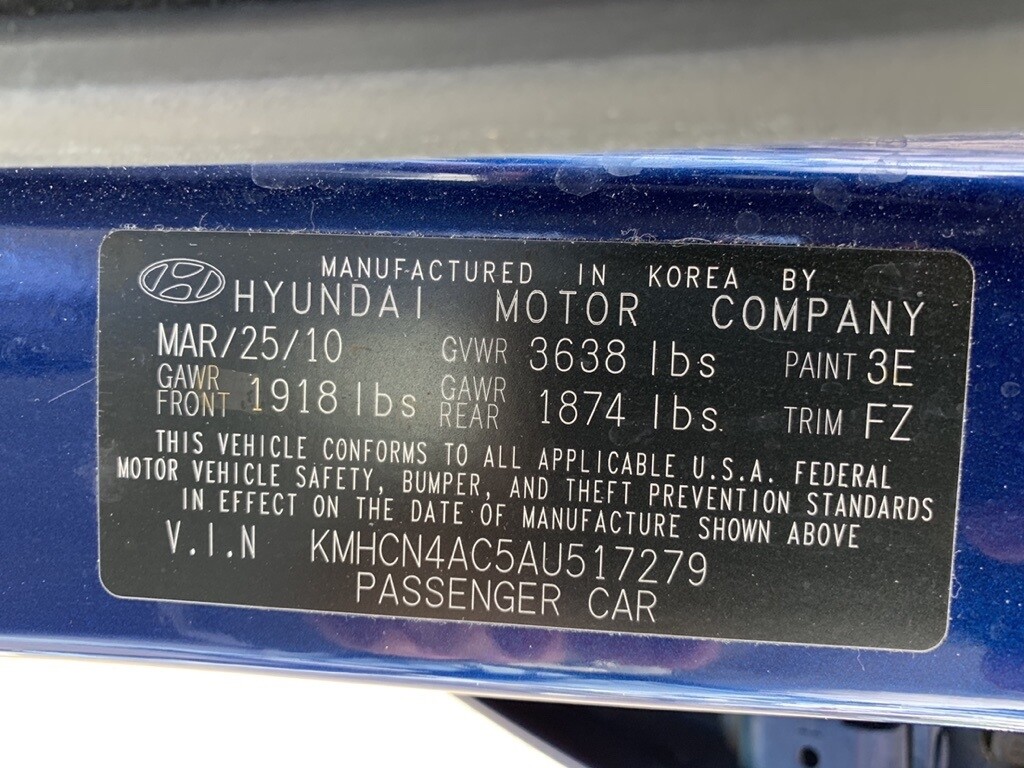 MANUFACTURED IN KOREA BY
HYUNDAI MOTOR COMPANY
MAR/25/10 GVWR 3638 lbs PAINT 3E
GAWR FRONT 1918 lbs GAWR REAR 1874 lbs. TRIM FZ
THIS VEHICLE CONFORMS TO ALL APPLICABLE U.S.A. FEDERAL
MOTOR VEHICLE SAFETY, BUMPER, AND THEFT PREVENTION STANDARDS
IN EFFECT ON THE DATE OF MANUFACTURE SHOWN ABOVE
V.I.N KMHCN4AC5AU517279
PASSENGER CAR